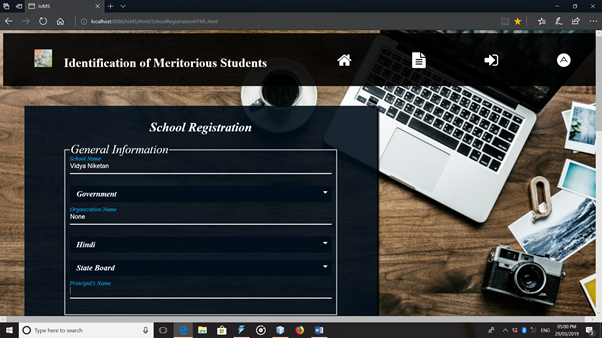 IoMS
localhost:8080/IoMS/html/SchoolRegistrationHTML.html
Identification of Meritorious Students
School Registration
General Information
School Name
Vidya Niketan
Government
Organization Name
None
Hindi
State Board
Principal's Name
Type here to search
ENG
05:00 PM
29/03/2019